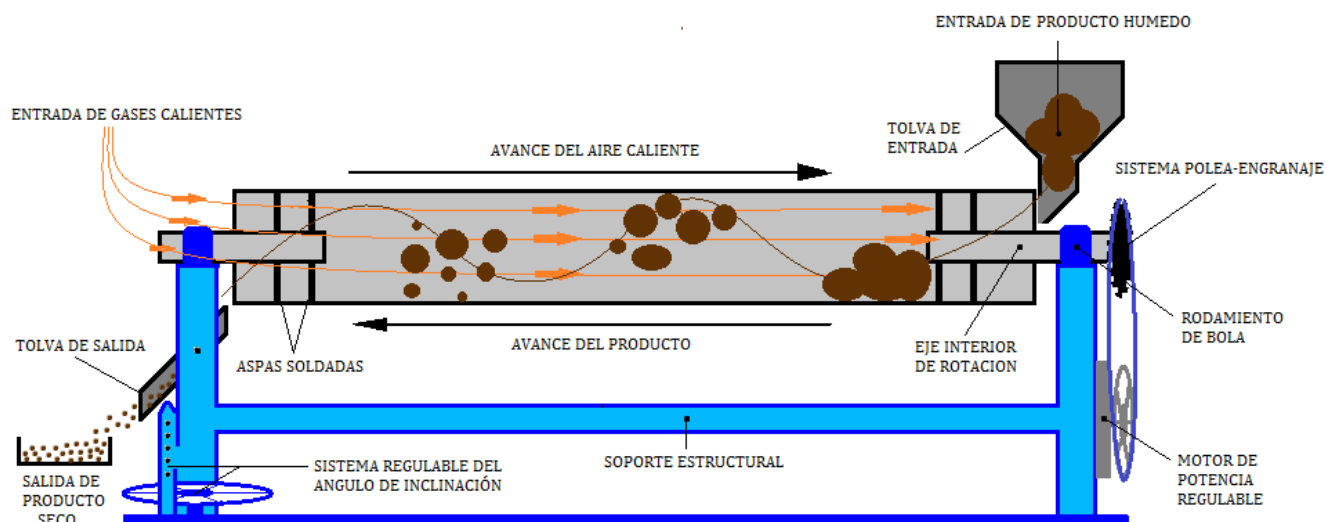 ENTRADA DE PRODUCTO HUMEDO
ENTRADA DE GASES CALIENTES
TOLVA DE
ENTRADA
AVANCE DEL AIRE CALIENTE
SISTEMA POLEA-ENGRANAJE
TOLVA DE SALIDA
ASPAS SOLDADAS
AVANCE DEL PRODUCTO
EJE INTERIOR
DE ROTACION
RODAMIENTO
DE BOLA
SALIDA DE
PRODUCTO
SECO
SISTEMA REGULABLE DEL
ANGULO DE INCLINACIÓN
SOPORTE ESTRUCTURAL
MOTOR DE
POTENCIA
REGULABLE